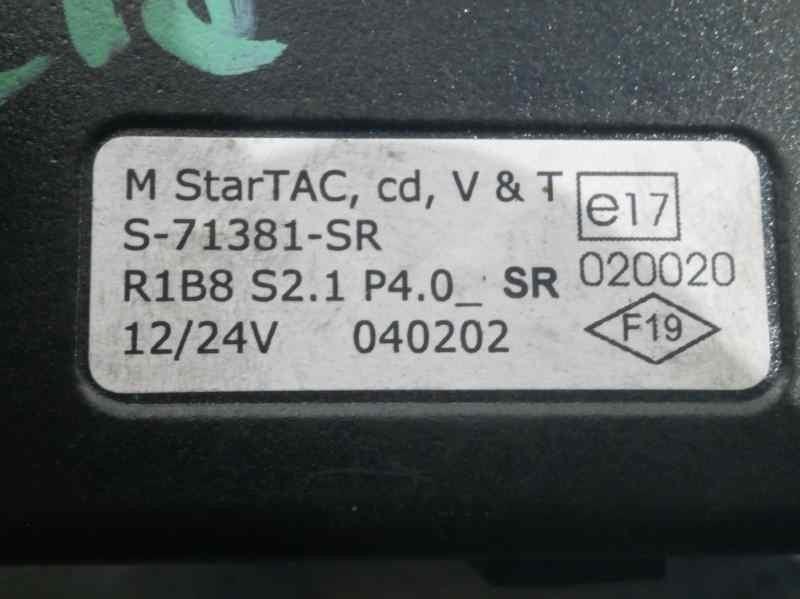 M StarTAC, cd, V & T
S-71381-SR
R1B8 S2.1 P4.0_ SR
12/24V 040202
e17
020020
F19